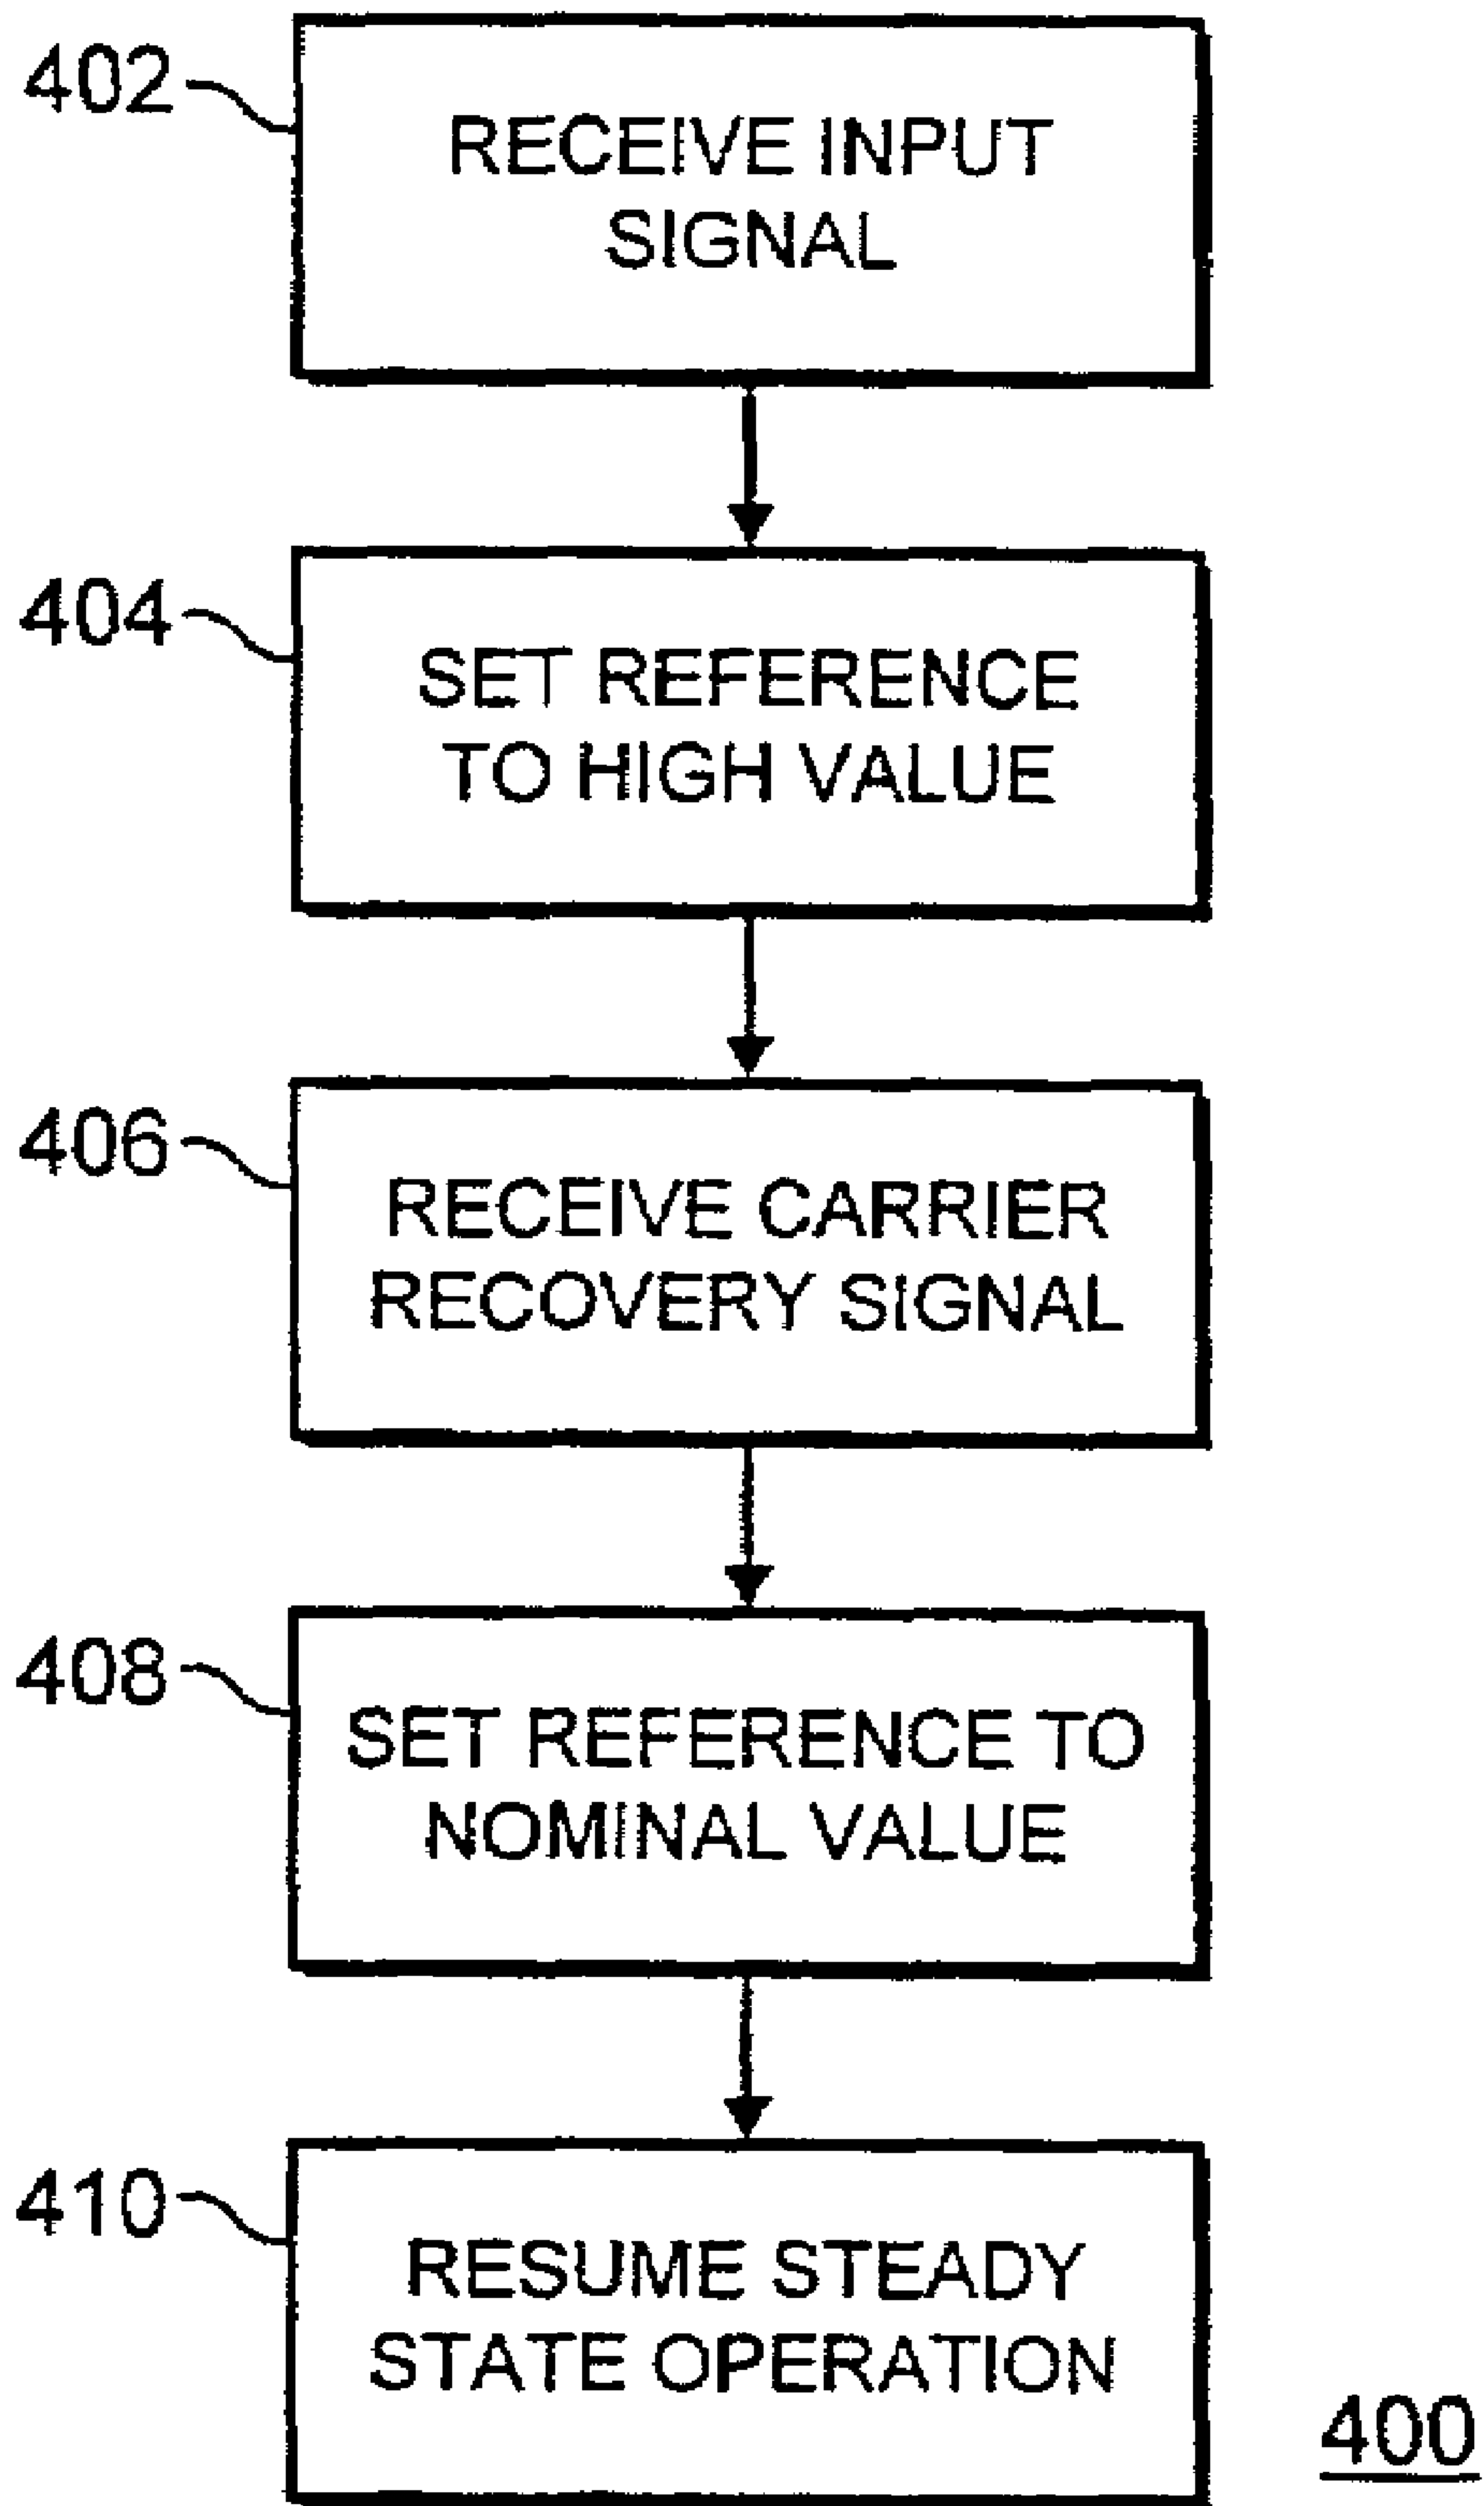 402
RECEIVE INPUT
SIGNAL
404
SET REFERENCE
TO HIGH VALUE
406
RECEIVE CARRIER
RECOVERY SIGNAL
408
SET REFERENCE TO
NOMINAL VALUE
410
RESUME STEADY
STATE OPERATION
400